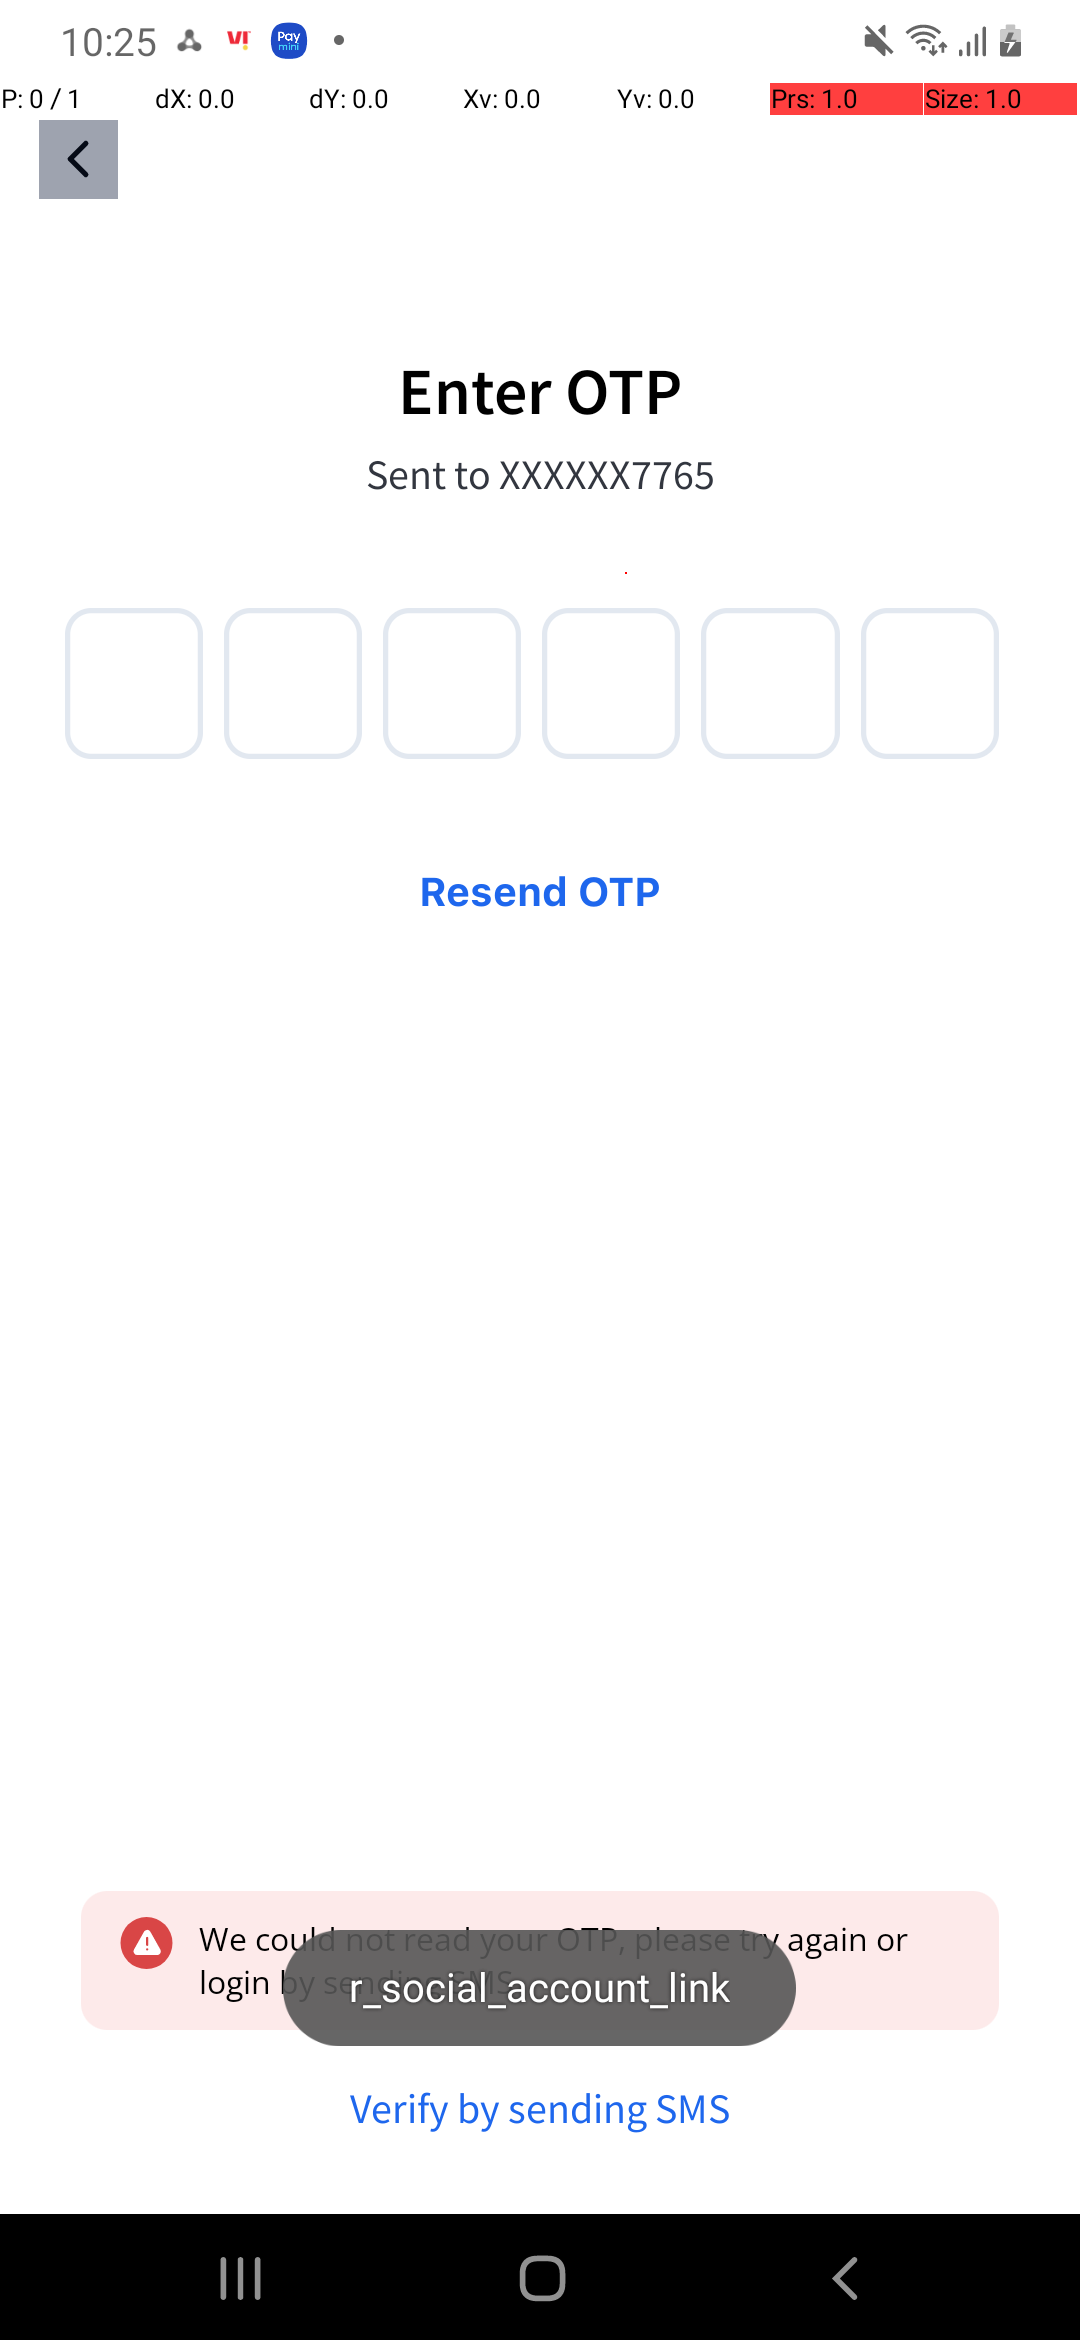 10:25 VI! Pay mini
P: 0 / 1 dX: 0.0 dY: 0.0 Xv: 0.0 Yv: 0.0 Prs: 1.0 Size: 1.0
Enter OTP
Sent to XXXXXX7765
Resend OTP
We could not read your OTP, please try again or
login by sending SMS
r_social_account_link
Verify by sending SMS